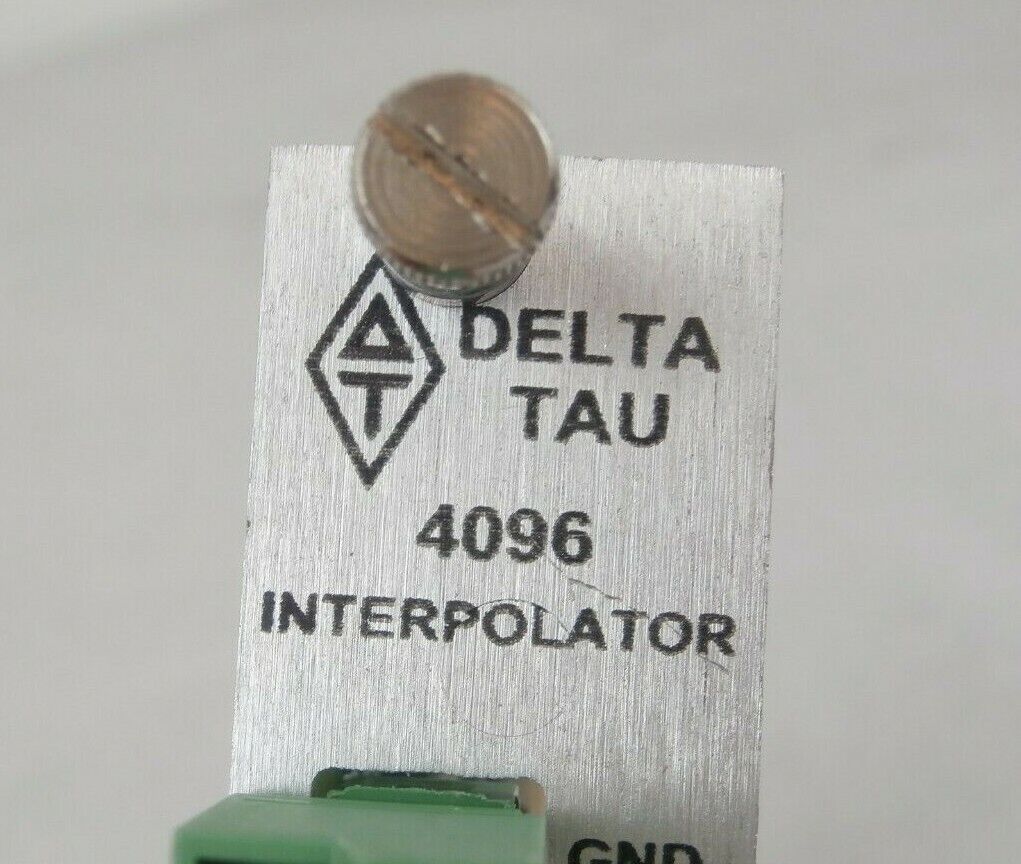 DELTA
TAU
4096
INTERPOLATOR
GND